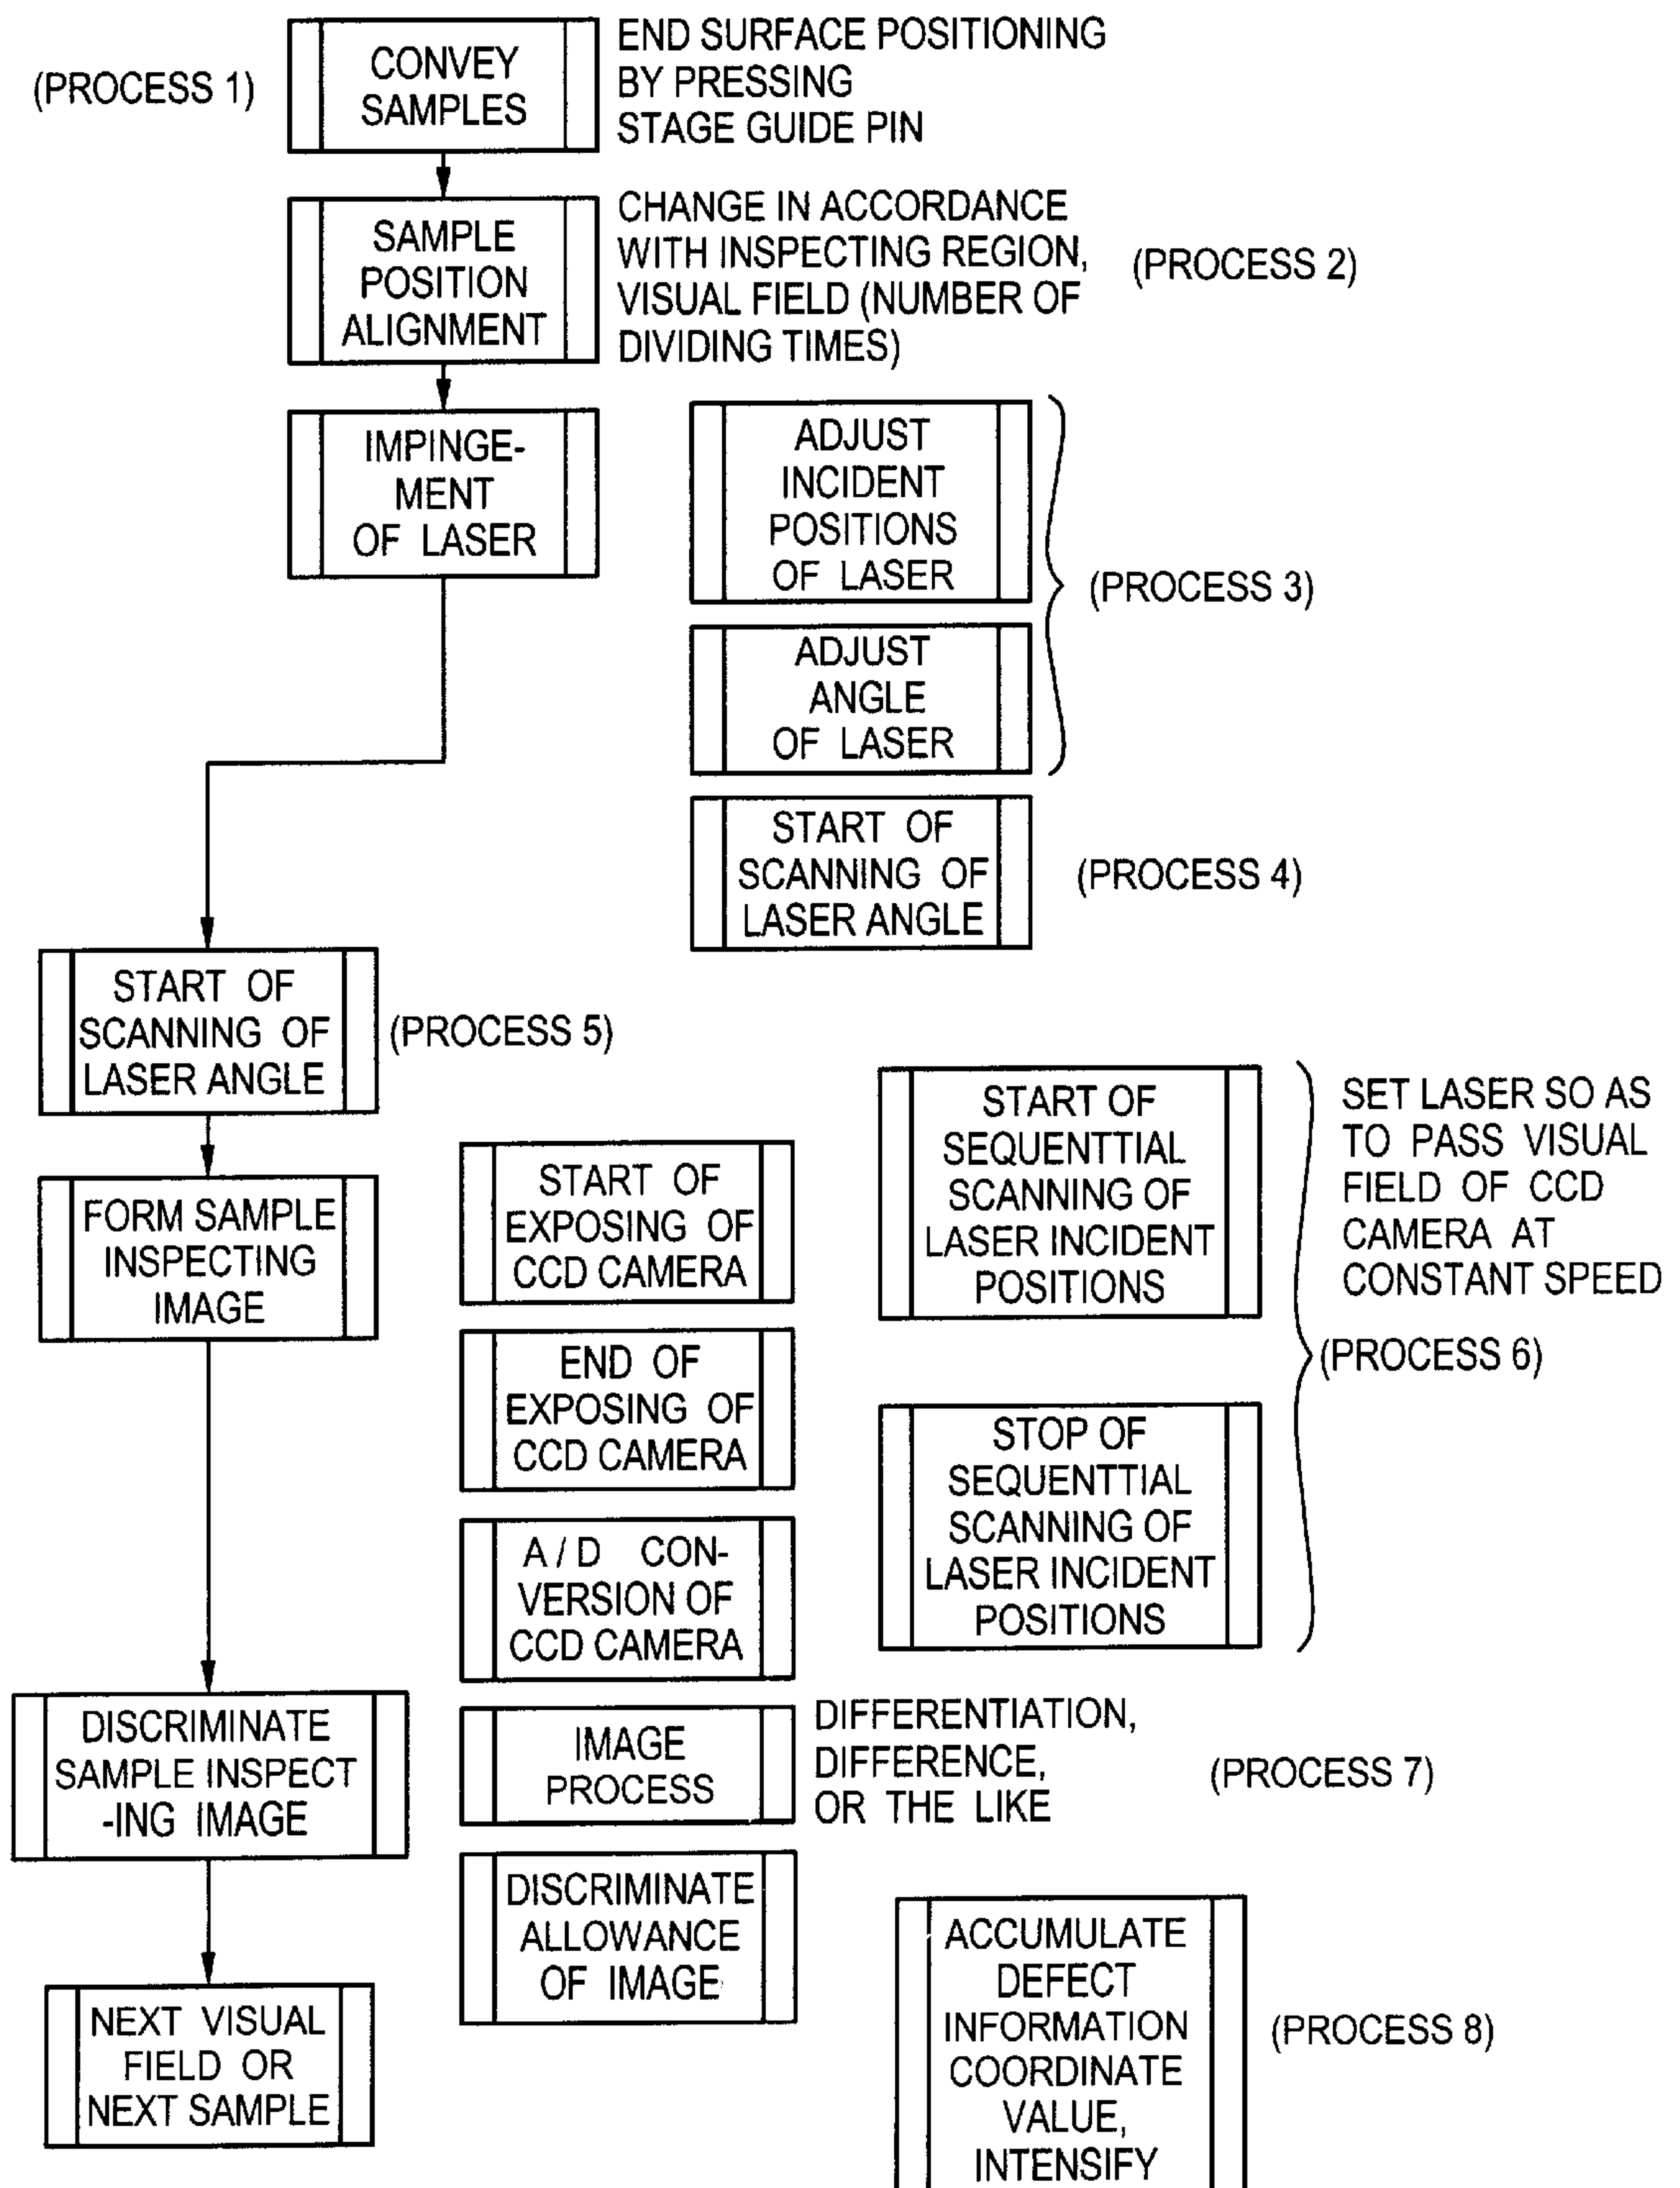 (PROCESS 1)
CONVEY
SAMPLES
END SURFACE POSITIONING
BY PRESSING
STAGE GUIDE PIN
SAMPLE
POSITION
ALIGNMENT
CHANGE IN ACCORDANCE
WITH INSPECTING REGION,
VISUAL FIELD (NUMBER OF
DIVIDING TIMES)
(PROCESS 2)
IMPINGE-
MENT
OF LASER
ADJUST
INCIDENT
POSITIONS
OF LASER
(PROCESS 3)
ADJUST
ANGLE
OF LASER
START OF
SCANNING OF
LASER ANGLE
(PROCESS 4)
START OF
SCANNING OF
LASER ANGLE
(PROCESS 5)
FORM SAMPLE
INSPECTING
IMAGE
START OF
EXPOSING OF
CCD CAMERA
START OF
SEQUENTTIAL
SCANNING OF
LASER INCIDENT
POSITIONS
SET LASER SO AS
TO PASS VISUAL
FIELD OF CCD
CAMERA AT
CONSTANT SPEED
(PROCESS 6)
END OF
EXPOSING OF
CCD CAMERA
STOP OF
SEQUENTTIAL
SCANNING OF
LASER INCIDENT
POSITIONS
A / D CON-
VERSION OF
CCD CAMERA
DISCRIMINATE
SAMPLE INSPECT
-ING IMAGE
IMAGE
PROCESS
DIFFERENTIATION,
DIFFERENCE,
OR THE LIKE
(PROCESS 7)
DISCRIMINATE
ALLOWANCE
OF IMAGE
ACCUMULATE
DEFECT
INFORMATION
COORDINATE
VALUE,
INTENSIFY
(PROCESS 8)
NEXT VISUAL
FIELD OR
NEXT SAMPLE